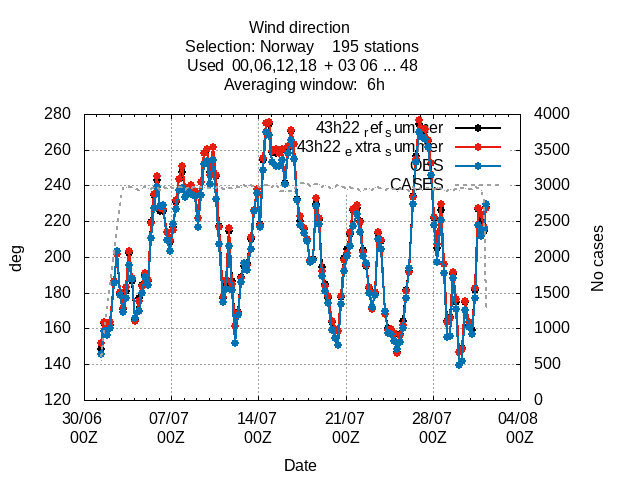 Wind direction
Selection: Norway    195 stations
Used  00,06,12,18  + 03 06 ... 48
Averaging window:  6h
280 4000
43h22_ref_summer
260 3500
43h22_extra_summer
OBS
240 CASES 3000
220 2500
200 2000
180 1500
160 1000
140 500
120 0
deg
No cases
30/06 07/07 14/07 21/07 28/07 04/08
00Z 00Z 00Z 00Z 00Z 00Z
Date